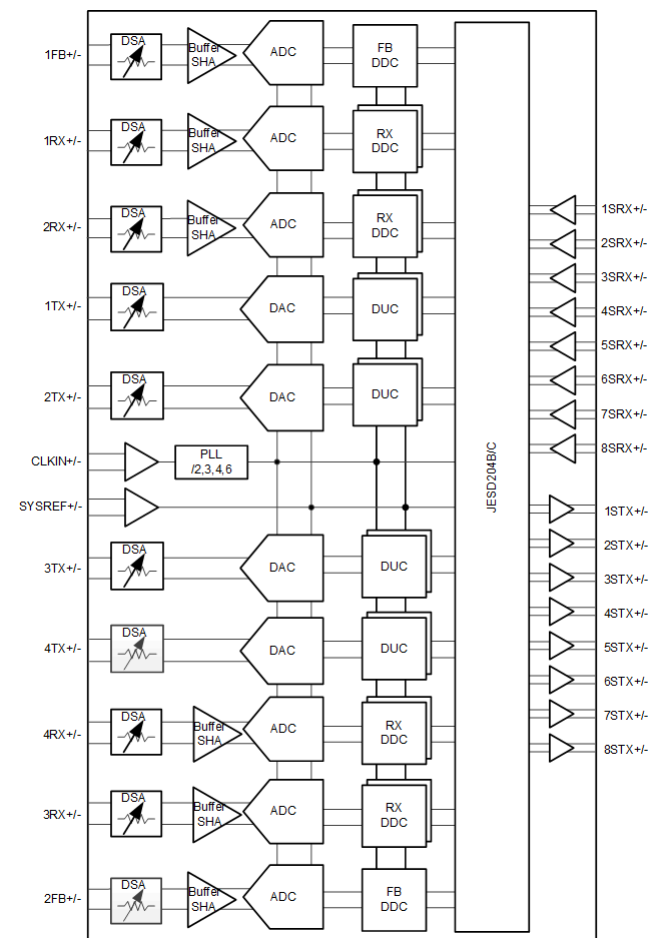 1FB+/-
DSA
Buffer
SHA
ADC
FB
DDC
1RX+/-
DSA
Buffer
SHA
ADC
RX
DDC
2RX+/-
DSA
Buffer
SHA
ADC
RX
DDC
1TX+/-
DSA
DAC
DUC
2TX+/-
DSA
DAC
DUC
CLKIN+/-
PLL
/2,3,4,6
SYSREF+/-
3TX+/-
DSA
DAC
DUC
4TX+/-
DSA
DAC
DUC
4RX+/-
DSA
Buffer
SHA
ADC
RX
DDC
3RX+/-
DSA
Buffer
SHA
ADC
RX
DDC
2FB+/-
DSA
Buffer
SHA
ADC
FB
DDC
JESD204B/C
1SRX+/-
2SRX+/-
3SRX+/-
4SRX+/-
5SRX+/-
6SRX+/-
7SRX+/-
8SRX+/-
1STX+/-
2STX+/-
3STX+/-
4STX+/-
5STX+/-
6STX+/-
7STX+/-
8STX+/-